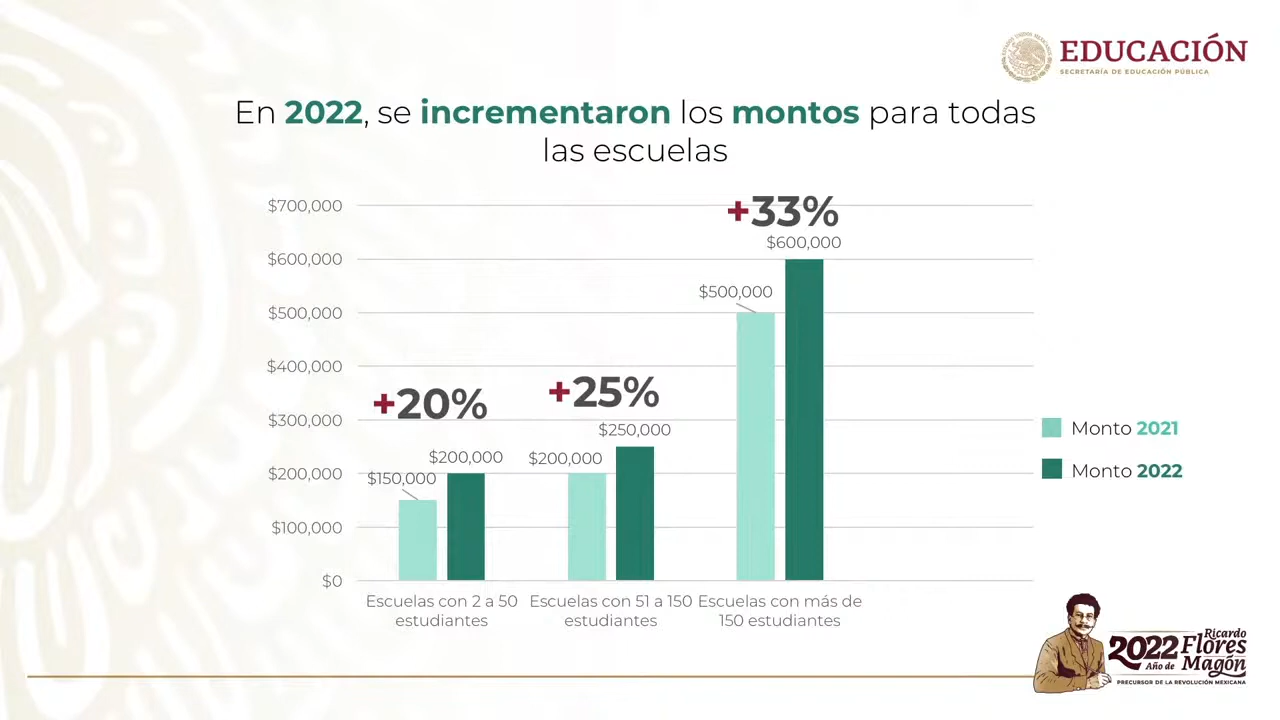 EDUCACIÓN
SECRETARÍA DE EDUCACIÓN PÚBLICA
En 2022, se incrementaron los montos para todas
las escuelas
$700,000
$600,000
$500,000
$400,000
$300,000
$200,000
$100,000
$0
+20%
$150,000
$200,000
+25%
$200,000
$250,000
+33%
$500,000
$600,000
Escuelas con 2 a 50
estudiantes
Escuelas con 51 a 150
estudiantes
Escuelas con más de
150 estudiantes
Monto 2021
Monto 2022
2022 Ricardo
Flores
Año de Magón
PRECURSOR DE LA REVOLUCIÓN MEXICANA